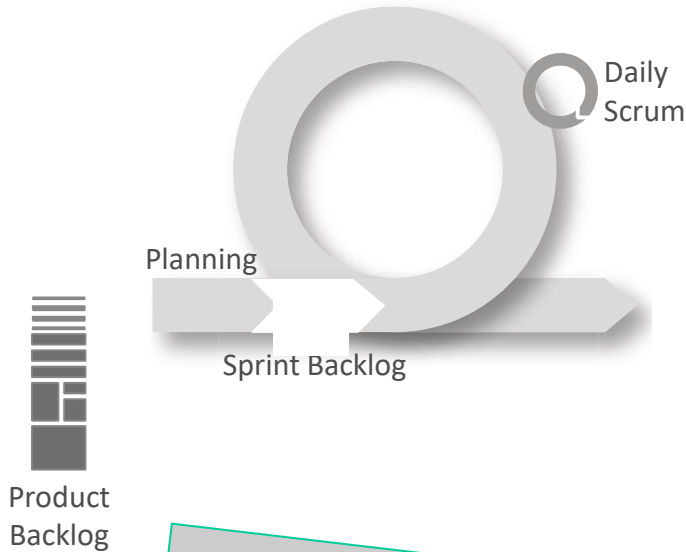 Daily
Scrum
Planning
Sprint Backlog
Product
Backlog